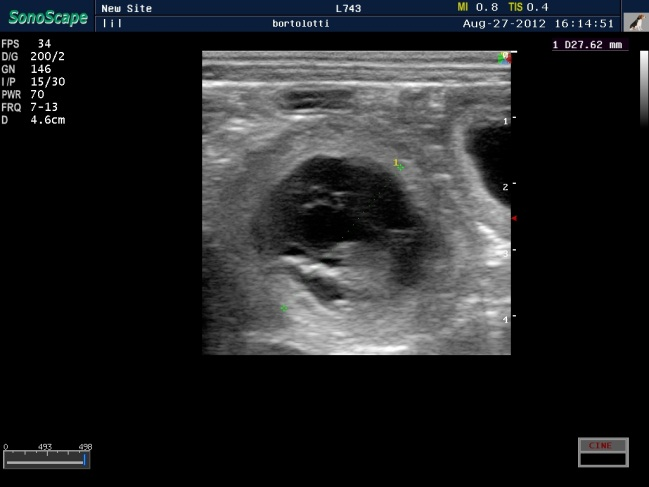 SonoScape
New Site
L743
MI 0.8 TIS 0.4
bortolotti
Aug-27-2012 16:14:51
FPS 34
D/G 200/2
GN 146
I/P 15/30
PWR 70
FRQ 7-13
D 4.6cm
1 D27.62 mm
1
1
2
3
4
0 493 498
CINE